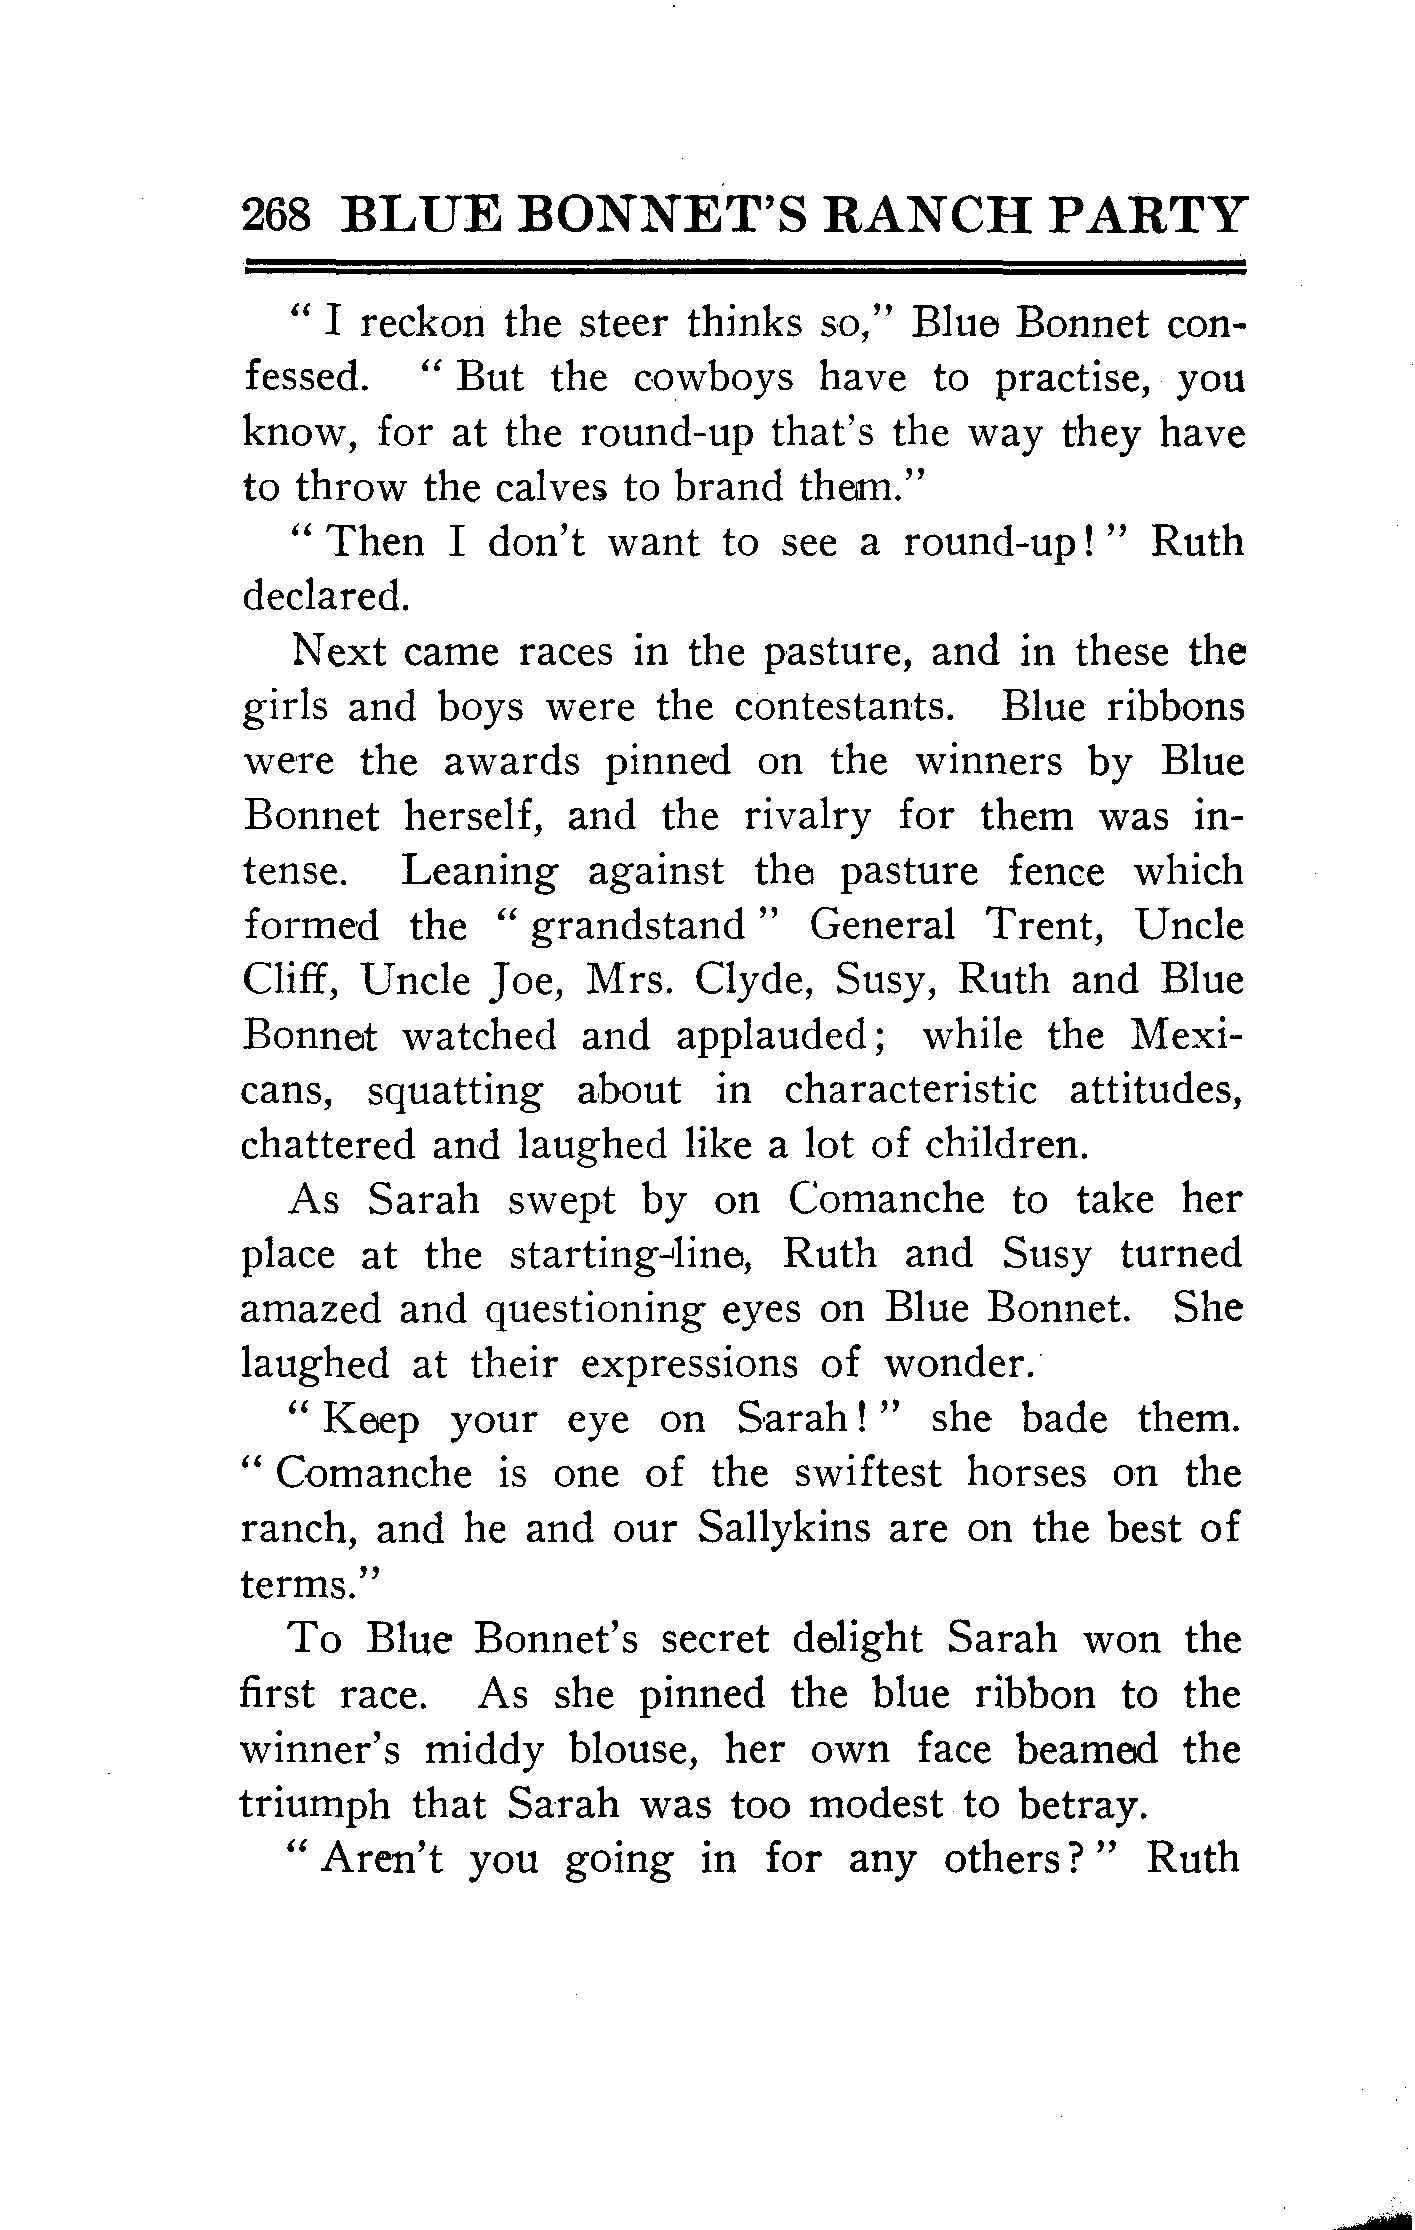 268 BLUE BONNET'S RANCH PARTY
" I reckon the steer thinks so," Blue Bonnet con-
fessed. " But the cowboys have to practise, you
know, for at the round-up that's the way they have
to throw the calves to brand them."
" Then I don't want to see a round-up! " Ruth
declared.
Next came races in the pasture, and in these the
girls and boys were the contestants. Blue ribbons
were the awards pinned on the winners by Blue
Bonnet herself, and the rivalry for them was in-
tense. Leaning against the pasture fence which
formed the " grandstand " General Trent, Uncle
Cliff, Uncle Joe, Mrs. Clyde, Susy, Ruth and Blue
Bonnet watched and applauded; while the Mexi-
cans, squatting about in characteristic attitudes,
chattered and laughed like a lot of children.
As Sarah swept by on Comanche to take her
place at the starting-line, Ruth and Susy turned
amazed and questioning eyes on Blue Bonnet. She
laughed at their expressions of wonder.
" Keep your eye on Sarah! " she bade them.
" Comanche is one of the swiftest horses on the
ranch, and he and our Sallykins are on the best of
terms."
To Blue Bonnet's secret delight Sarah won the
first race. As she pinned the blue ribbon to the
winner's middy blouse, her own face beamed the
triumph that Sarah was too modest to betray.
" Aren't you going in for any others? " Ruth